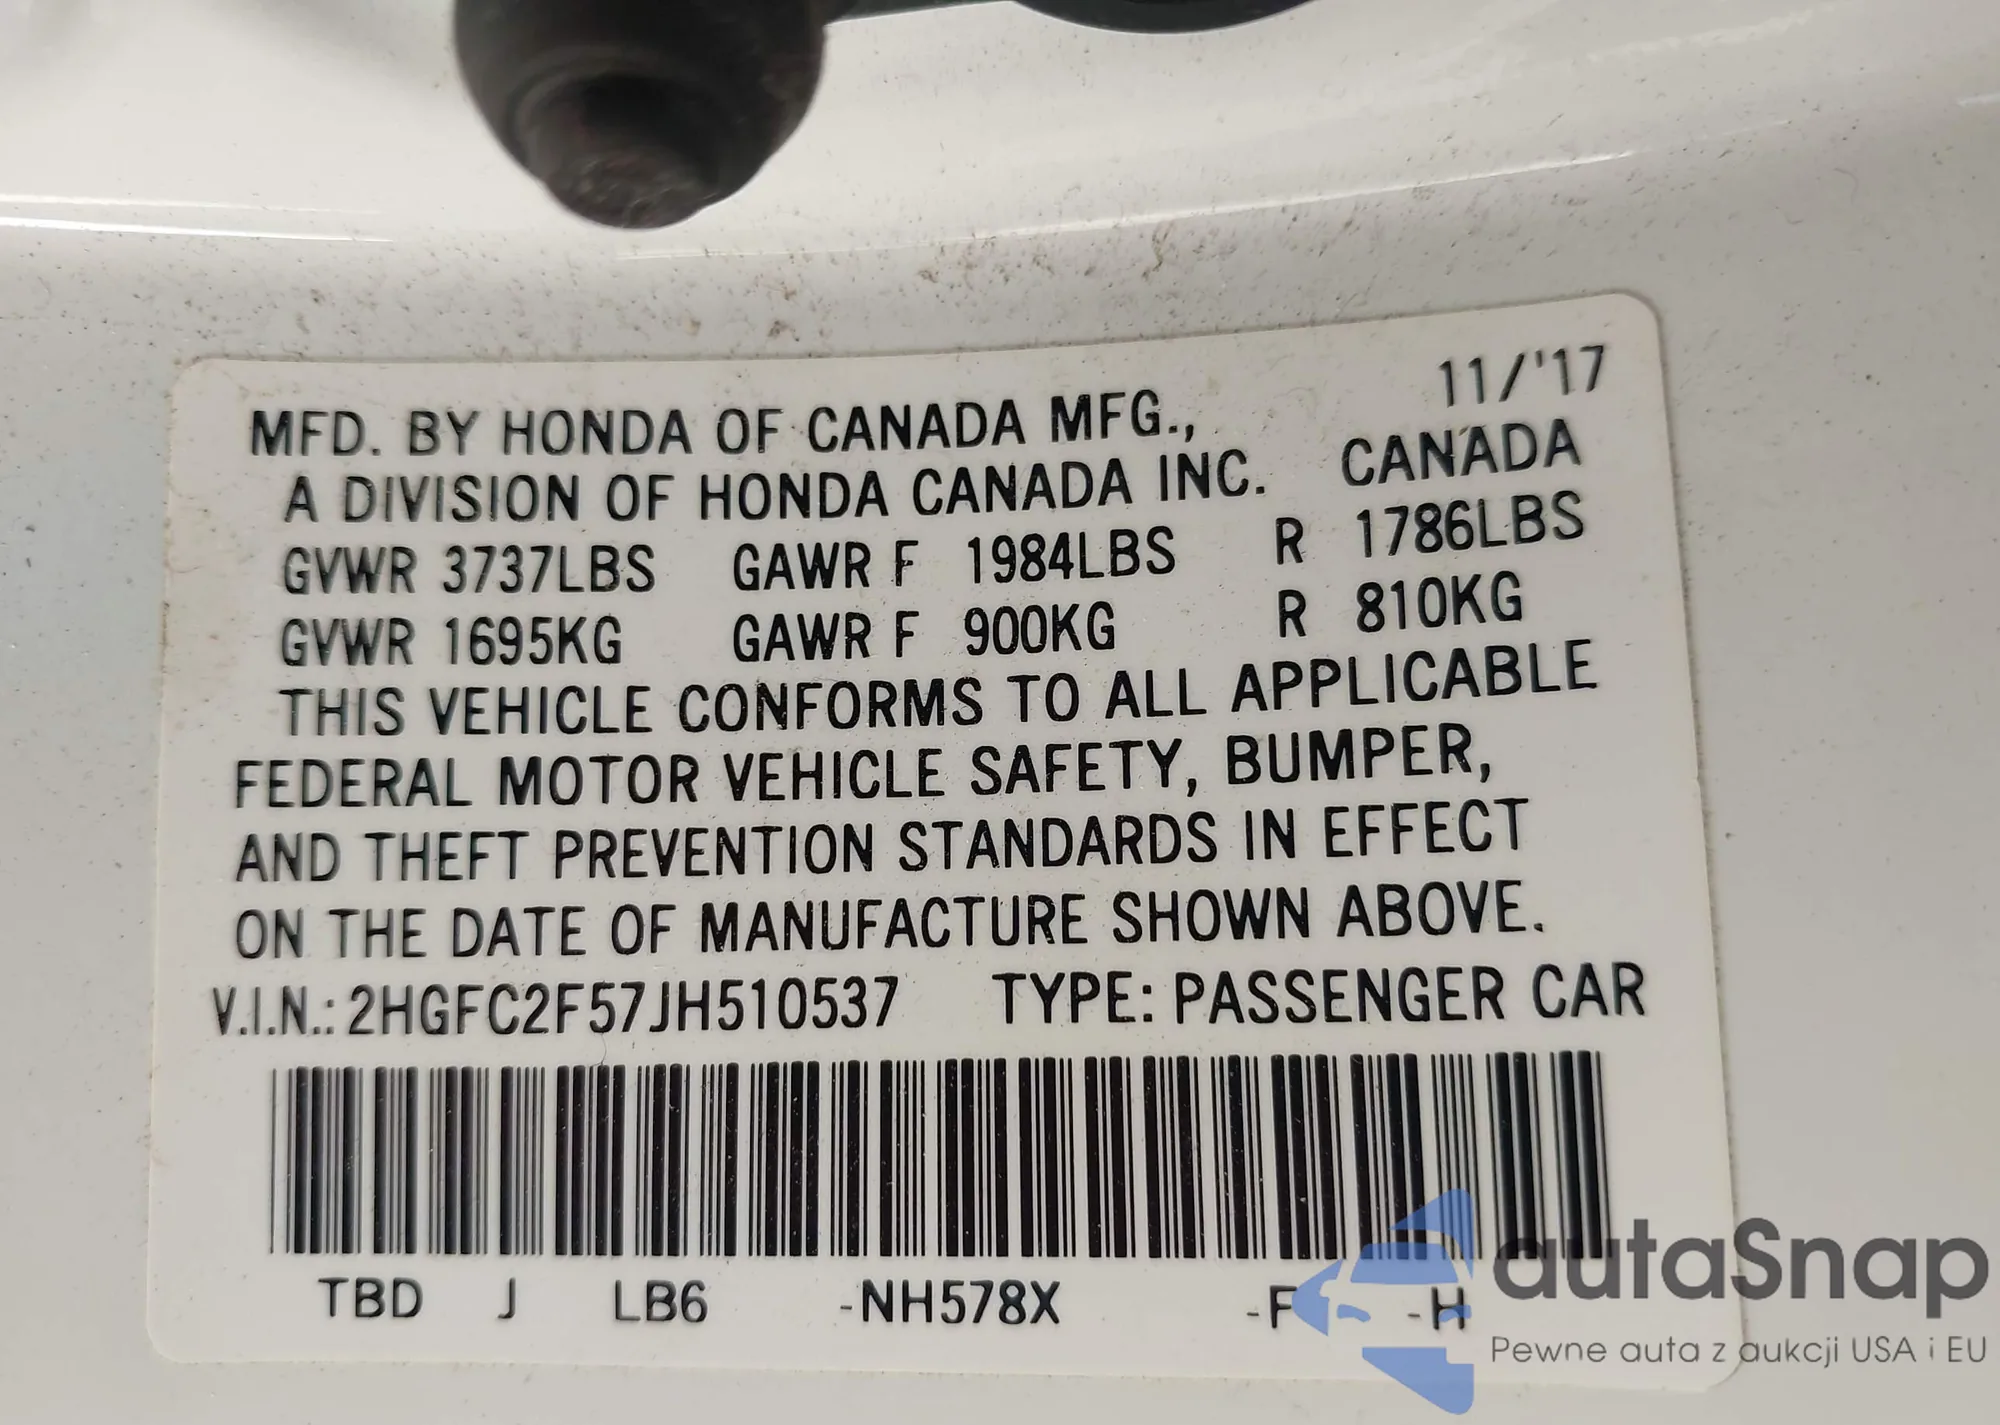 11/'17
MFD. BY HONDA OF CANADA MFG.,
A DIVISION OF HONDA CANADA INC. CANADA
GVWR 3737LBS GAWR F 1984LBS R 1786LBS
GVWR 1695KG GAWR F 900KG R 810KG
THIS VEHICLE CONFORMS TO ALL APPLICABLE
FEDERAL MOTOR VEHICLE SAFETY, BUMPER,
AND THEFT PREVENTION STANDARDS IN EFFECT
ON THE DATE OF MANUFACTURE SHOWN ABOVE.
V.I.N.: 2HGFC2F57JH510537 TYPE: PASSENGER CAR
TBD J LB6 -NH578X -F -H
autaSnap
Pewne auta z aukcji USA i EU